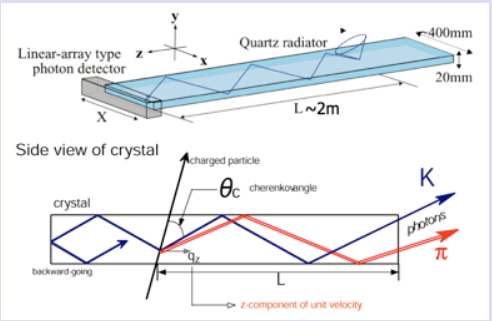 y
z
x
Linear-array type
photon detector
Quartz radiator
~400mm
20mm
X
L~2m
Side view of crystal
charged particle
θc cherenkovangle
K
crystal
photons
π
backward-going
qz
L
z-component of unit velocity